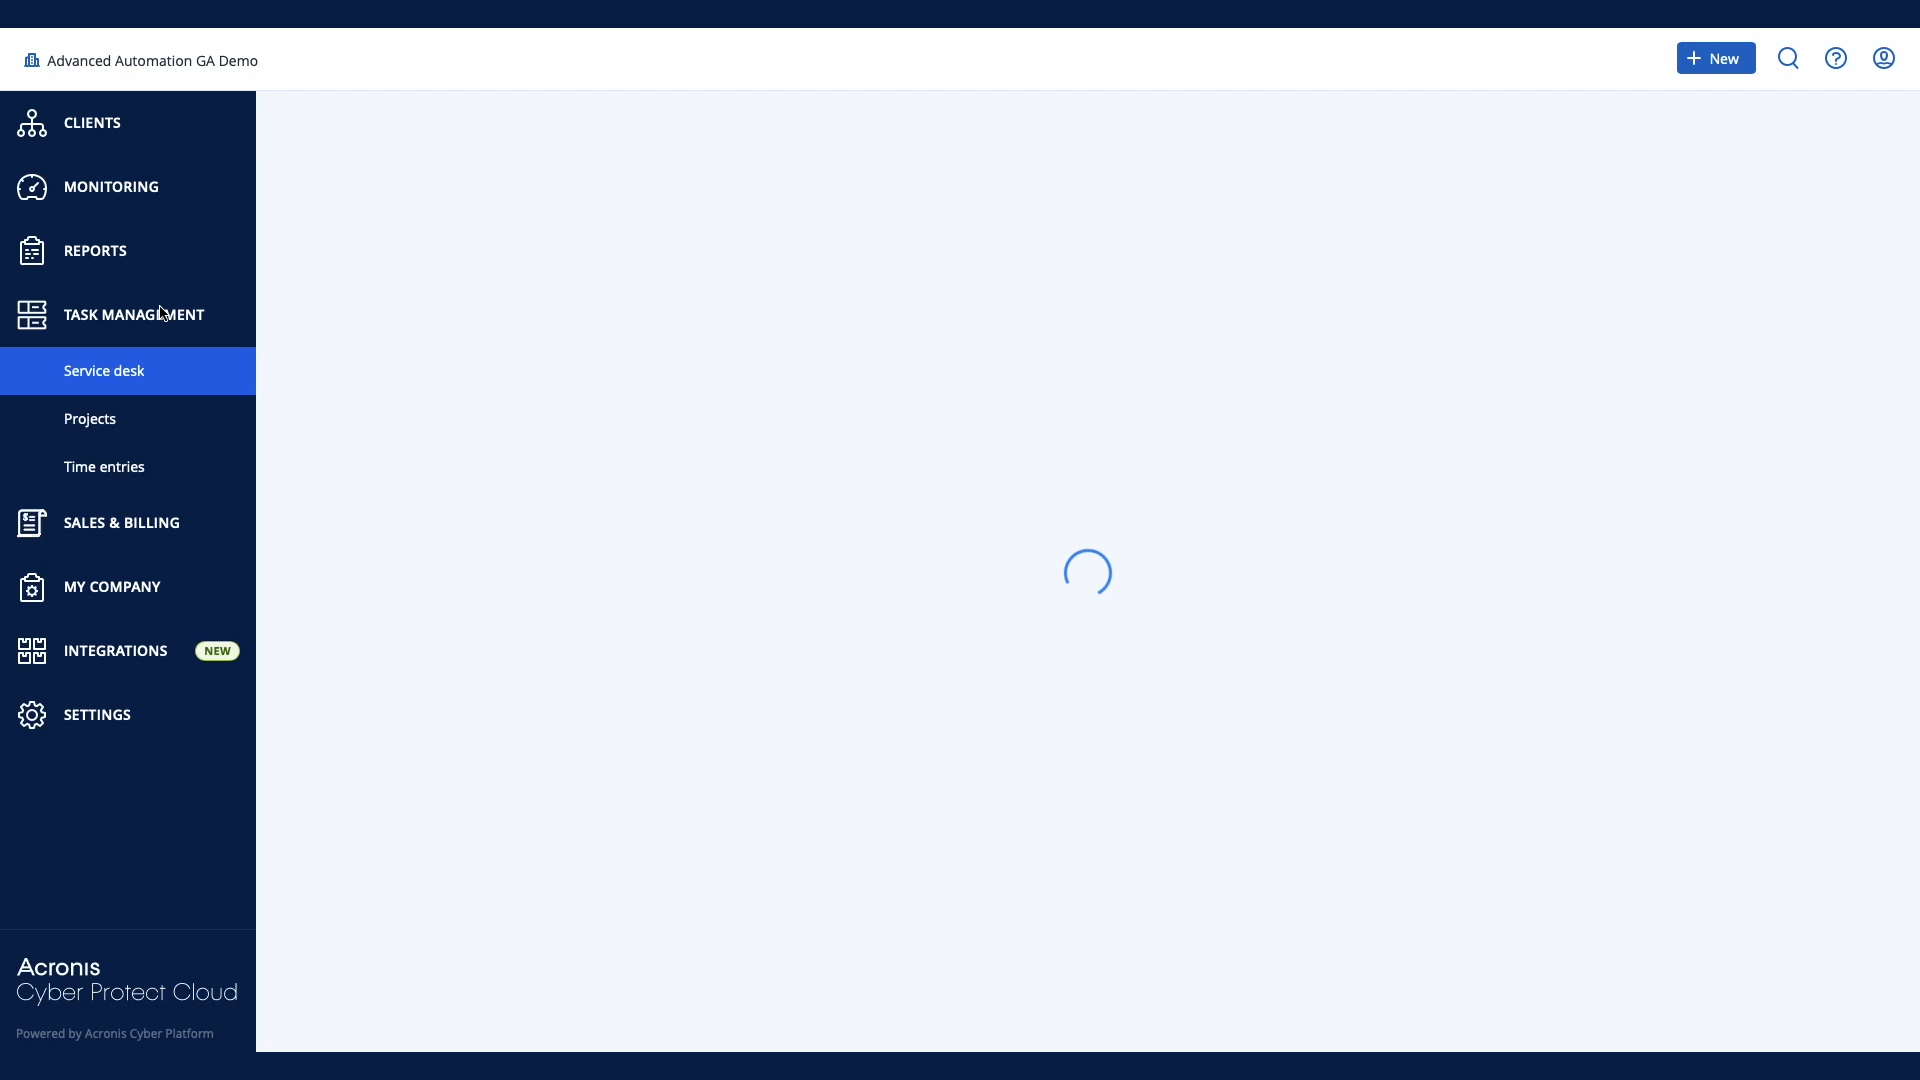 Advanced Automation GA Demo
New
CLIENTS
MONITORING
REPORTS
TASK MANAGEMENT
Service desk
Projects
Time entries
SALES & BILLING
MY COMPANY
INTEGRATIONS NEW
SETTINGS
Acronis
Cyber Protect Cloud
Powered by Acronis Cyber Platform